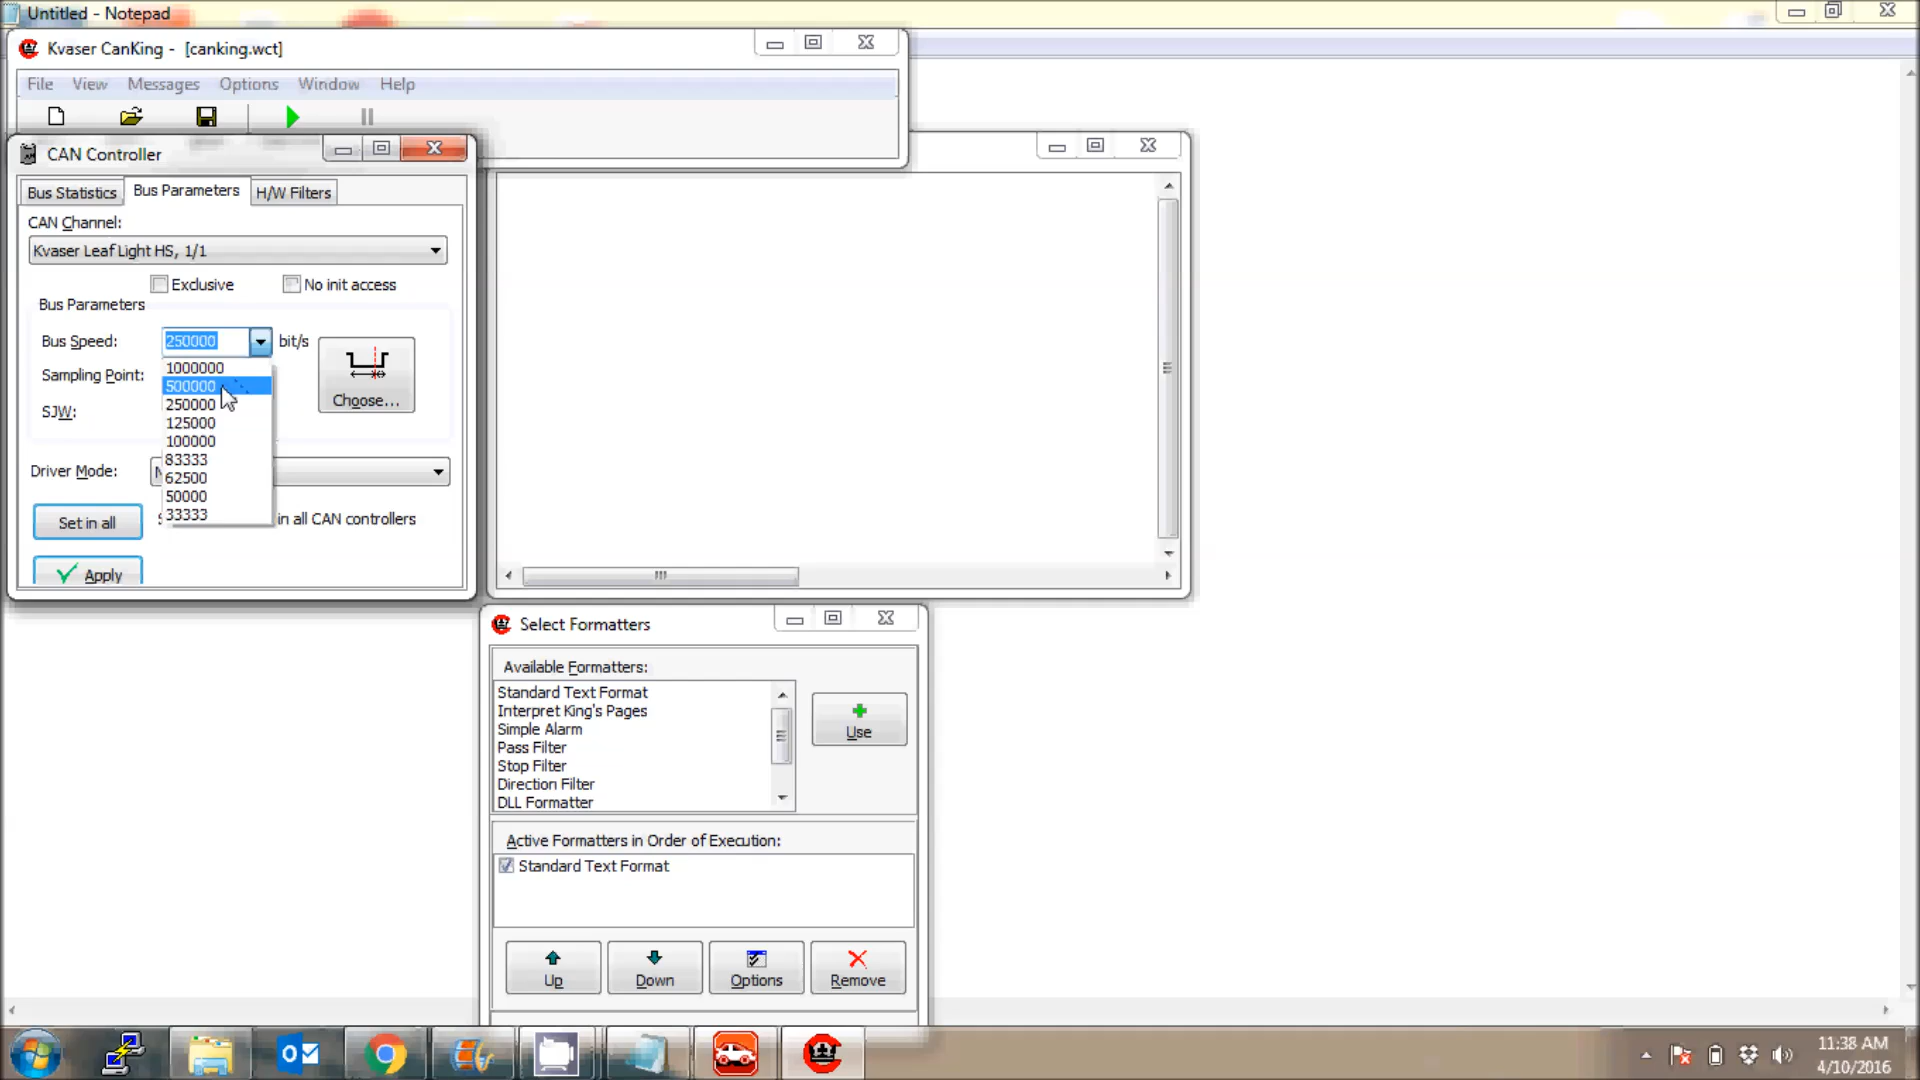 Untitled - Notepad
Kvaser CanKing - [canking.wct]
File View Messages Options Window Help
CAN Controller
Bus Statistics Bus Parameters H/W Filters
CAN Channel:
Kvaser Leaf Light HS, 1/1
Exclusive No init access
Bus Parameters
Bus Speed: 250000 bit/s
1000000
Sampling Point: 500000
Choose...
SJW: 250000
125000
100000
83333
Driver Mode:
62500
50000
Set in all 33333 in all CAN controllers
Apply
Select Formatters
Available Formatters:
Standard Text Format
Interpret King's Pages
Simple Alarm
Pass Filter
Stop Filter
Direction Filter
DLL Formatter
Use
Active Formatters in Order of Execution:
Standard Text Format
Up Down Options Remove
11:38 AM
4/10/2016